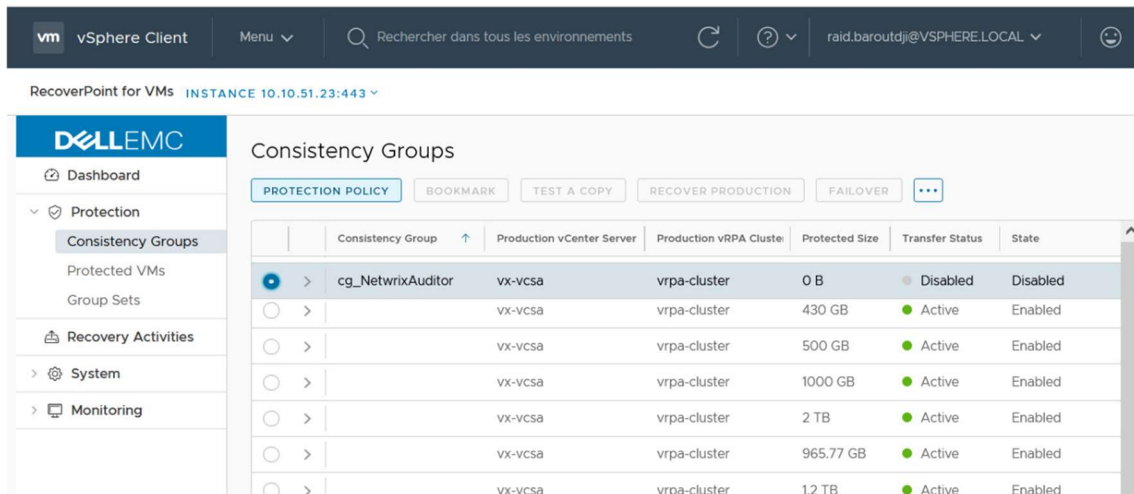 vm vSphere Client Menu Rechercher dans tous les environnements raid.baroutdji@VSPHERE.LOCAL
RecoverPoint for VMs INSTANCE 10.10.51.23:443
DELLEMC
Dashboard
Protection
Consistency Groups
Protected VMs
Group Sets
Recovery Activities
System
Monitoring
Consistency Groups
PROTECTION POLICY BOOKMARK TEST A COPY RECOVER PRODUCTION FAILOVER ...
Consistency Group Production vCenter Server Production vRPA Cluster Protected Size Transfer Status State
cg_NetwrixAuditor vx-vcsa vrpa-cluster 0 B Disabled Disabled
vx-vcsa vrpa-cluster 430 GB Active Enabled
vx-vcsa vrpa-cluster 500 GB Active Enabled
vx-vcsa vrpa-cluster 1000 GB Active Enabled
vx-vcsa vrpa-cluster 2 TB Active Enabled
vx-vcsa vrpa-cluster 965.77 GB Active Enabled
vx-vcsa vrpa-cluster 1.2 TB Active Enabled